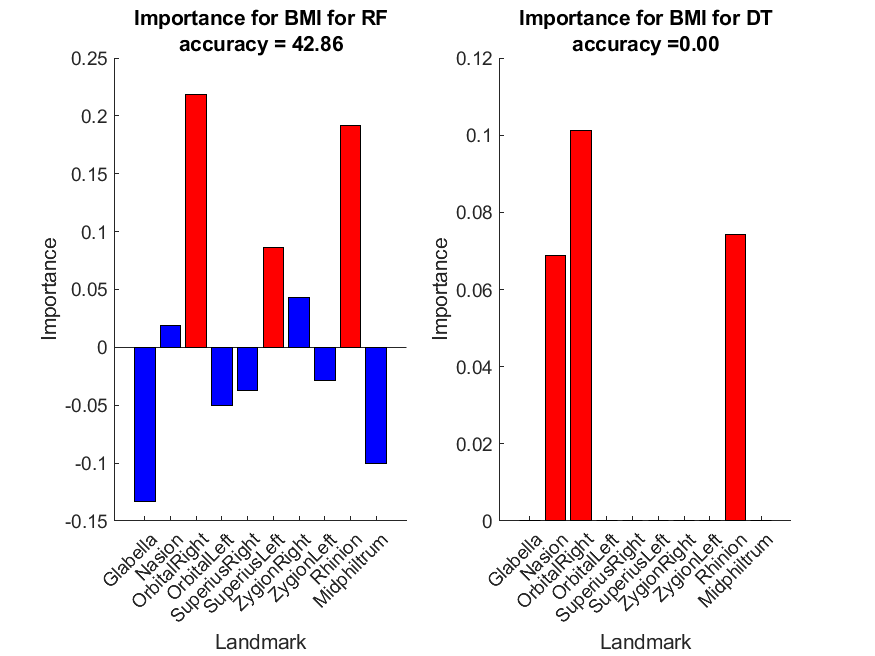 Importance for BMI for RF
accuracy = 42.86
0.25
0.2
0.15
0.1
0.05
0
-0.05
-0.1
-0.15
Importance
Glabella
Nasion
OrbitalRight
OrbitalLeft
SuperiusRight
SuperiusLeft
ZygionRight
ZygionLeft
Rhinion
Midphiltrum
Landmark
Importance for BMI for DT
accuracy =0.00
0.12
0.1
0.08
0.06
0.04
0.02
0
Importance
Glabella
Nasion
OrbitalRight
OrbitalLeft
SuperiusRight
SuperiusLeft
ZygionRight
ZygionLeft
Rhinion
Midphiltrum
Landmark